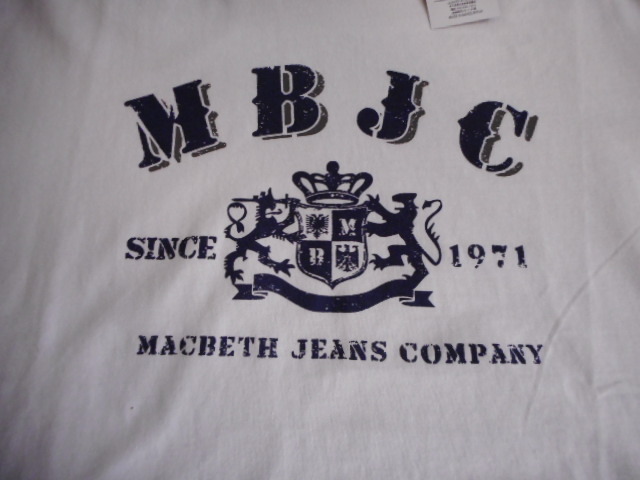 MBJC
M
B
SINCE 1971
MACBETH JEANS COMPANY